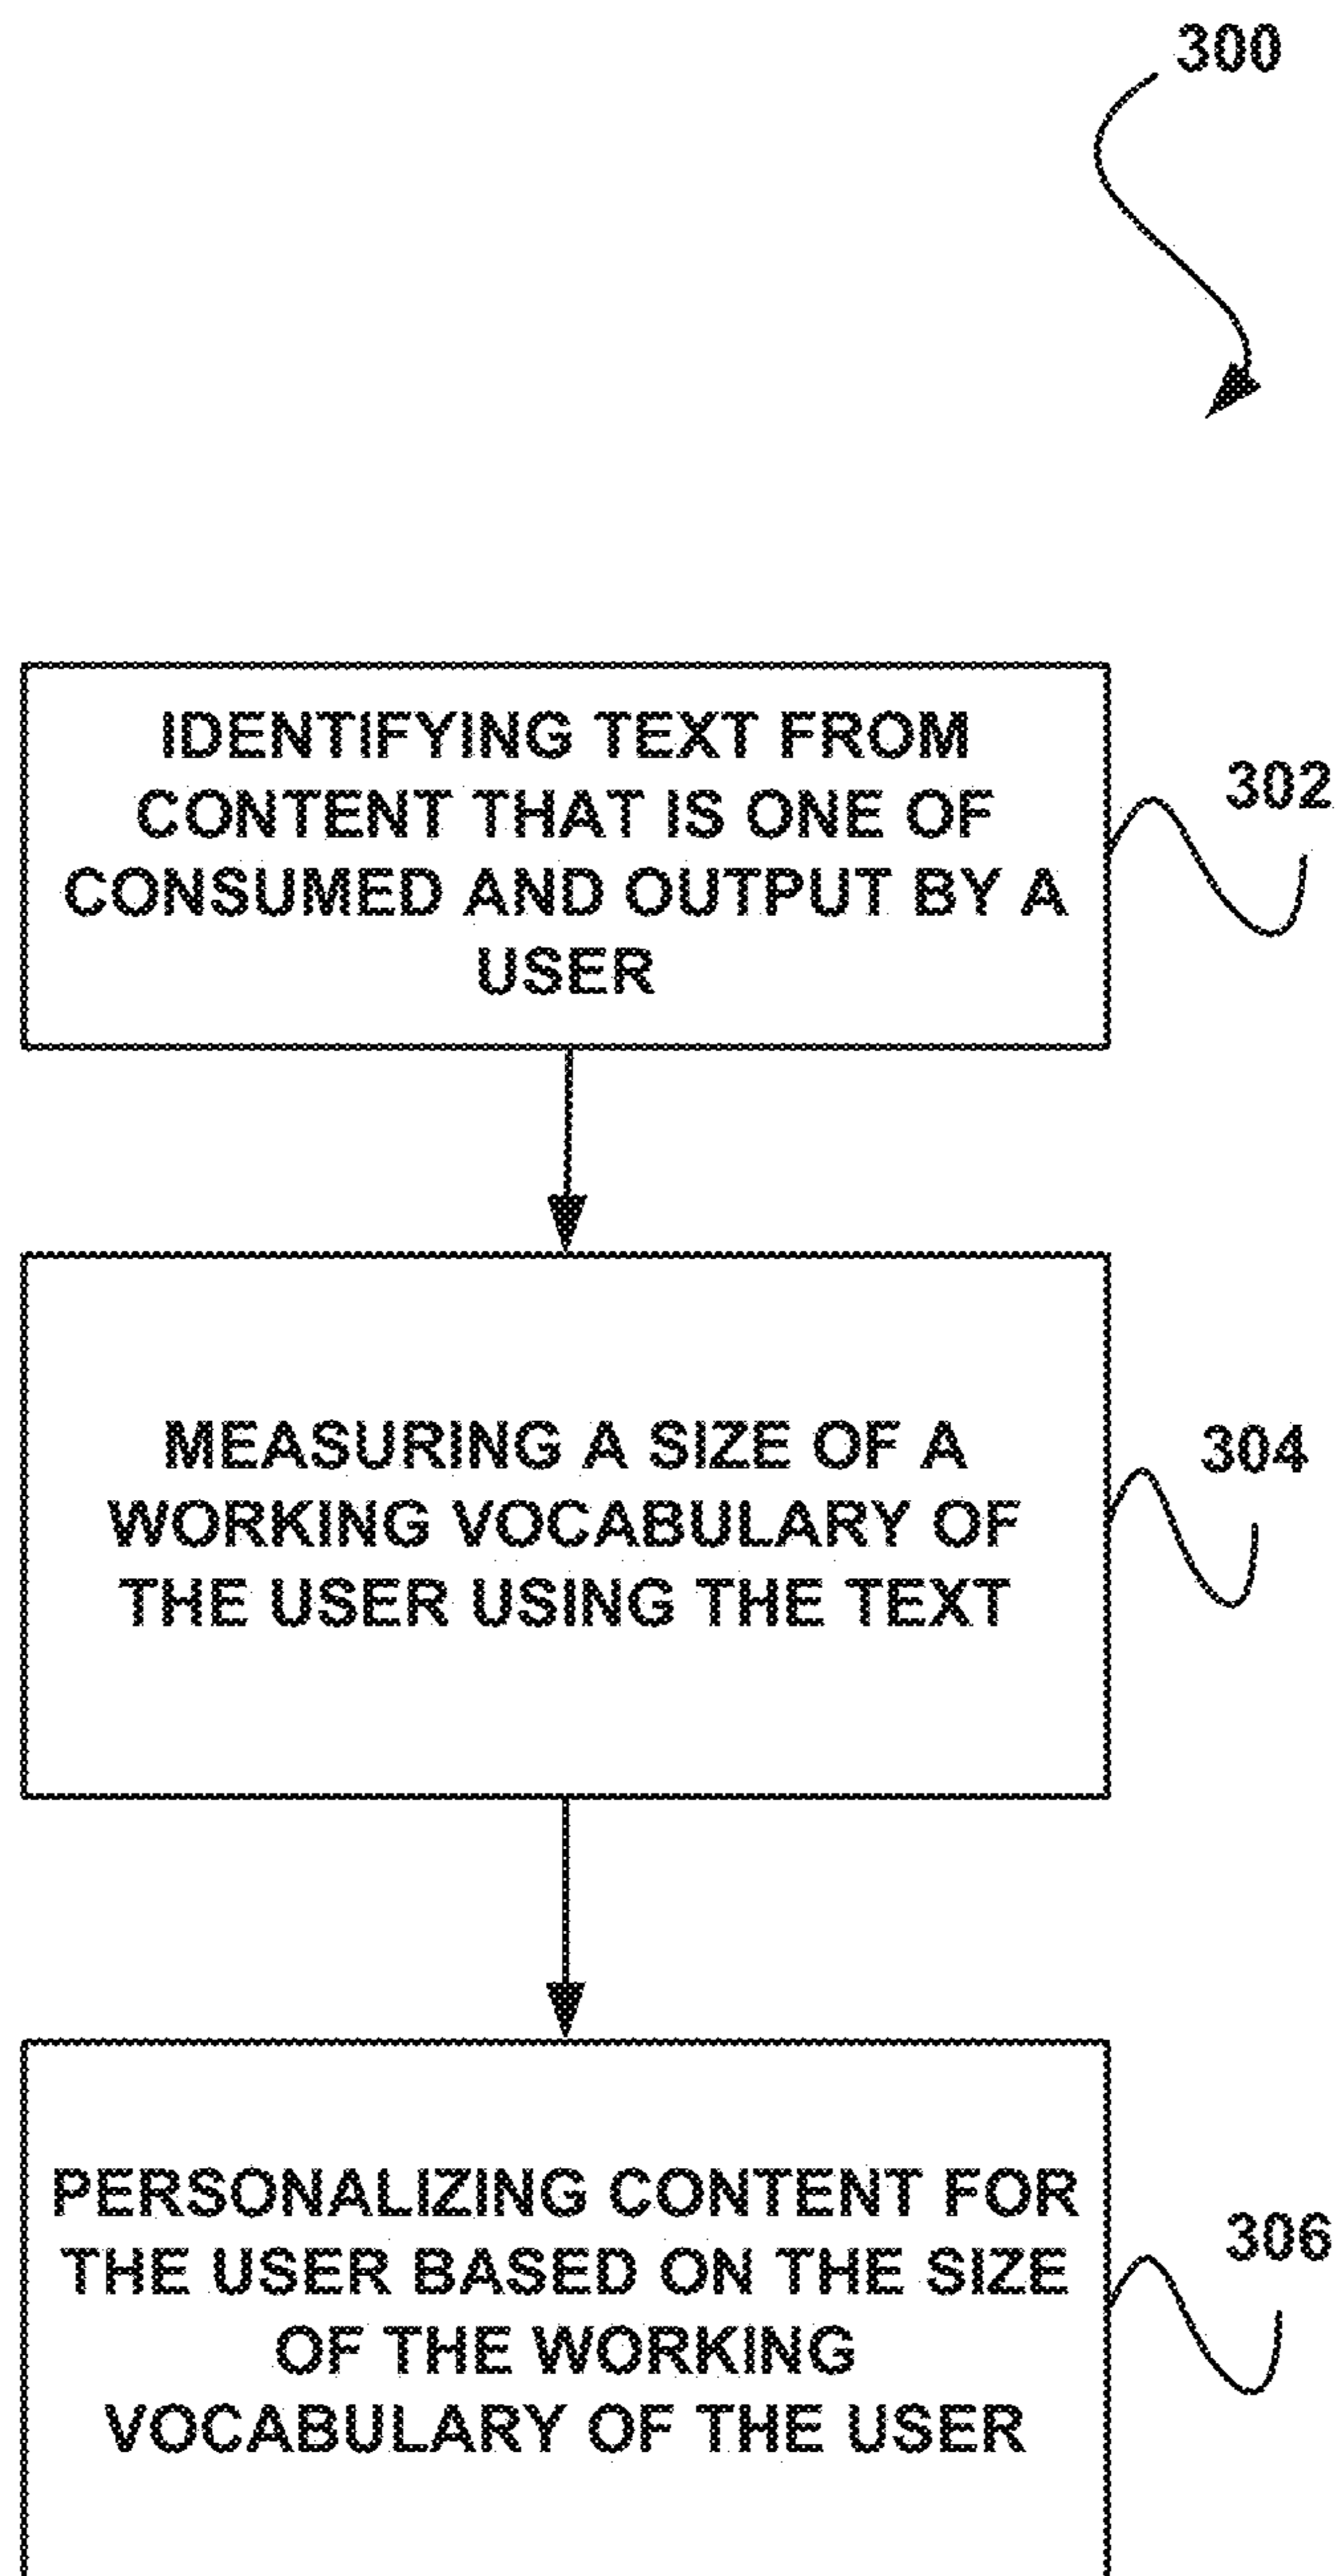 300
IDENTIFYING TEXT FROM
CONTENT THAT IS ONE OF
CONSUMED AND OUTPUT BY A
USER
302
MEASURING A SIZE OF A
WORKING VOCABULARY OF
THE USER USING THE TEXT
304
PERSONALIZING CONTENT FOR
THE USER BASED ON THE SIZE
OF THE WORKING
VOCABULARY OF THE USER
306